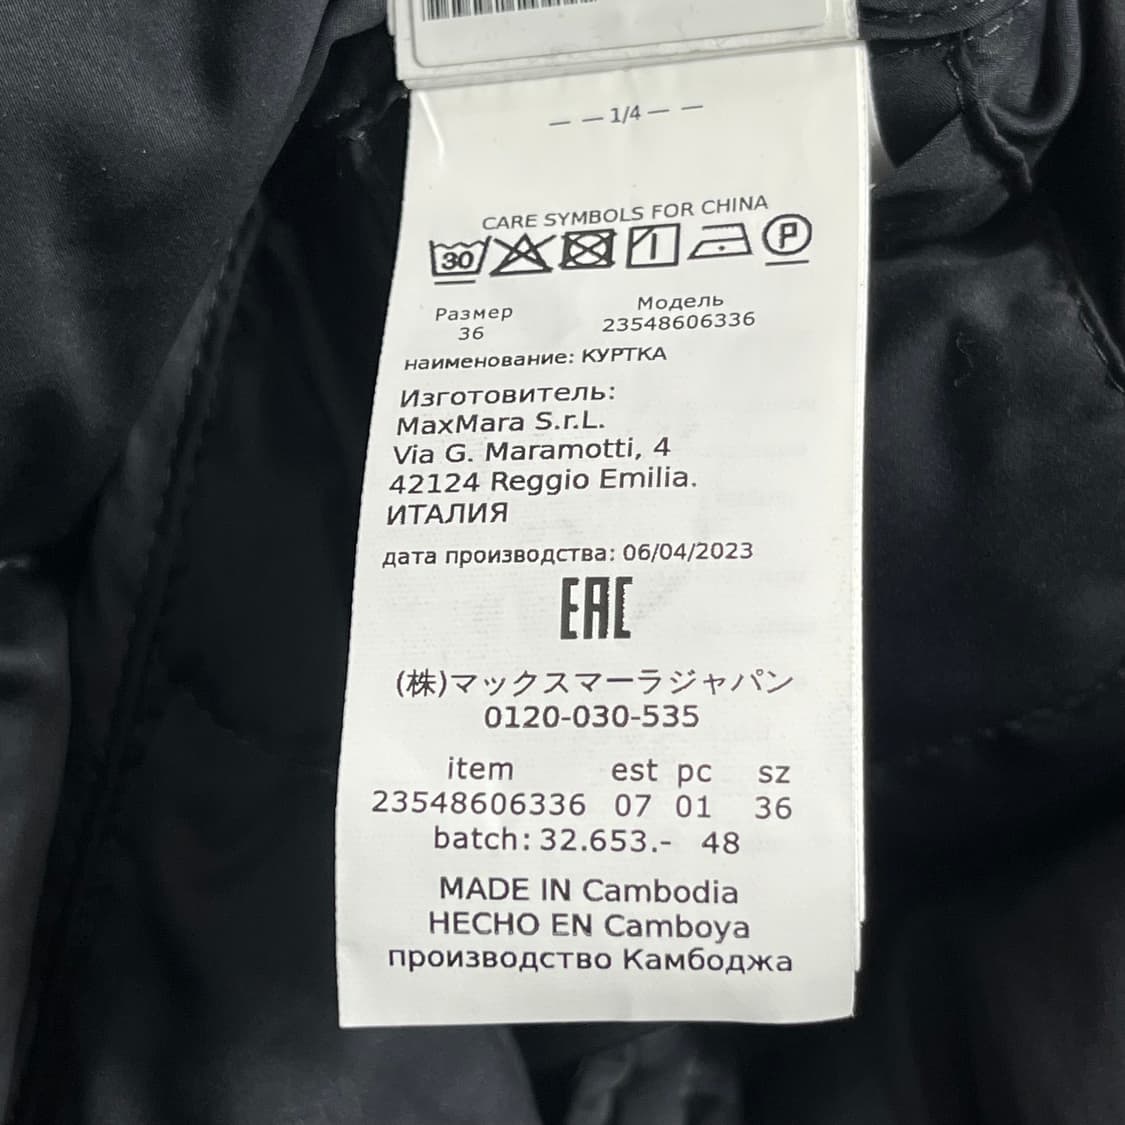 — — 1/4 — —
CARE SYMBOLS FOR CHINA
30 P
Размер Модель
36 23548606336
наименование: КУРТКА
Изготовитель:
MaxMara S.r.L.
Via G. Maramotti, 4
42124 Reggio Emilia.
ИТАЛИЯ
дата производства: 06/04/2023
EAC
(株)マックスマーラジャパン
0120-030-535
item est pc sz
23548606336 07 01 36
batch: 32.653.- 48
MADE IN Cambodia
HECHO EN Camboya
производство Камбоджа